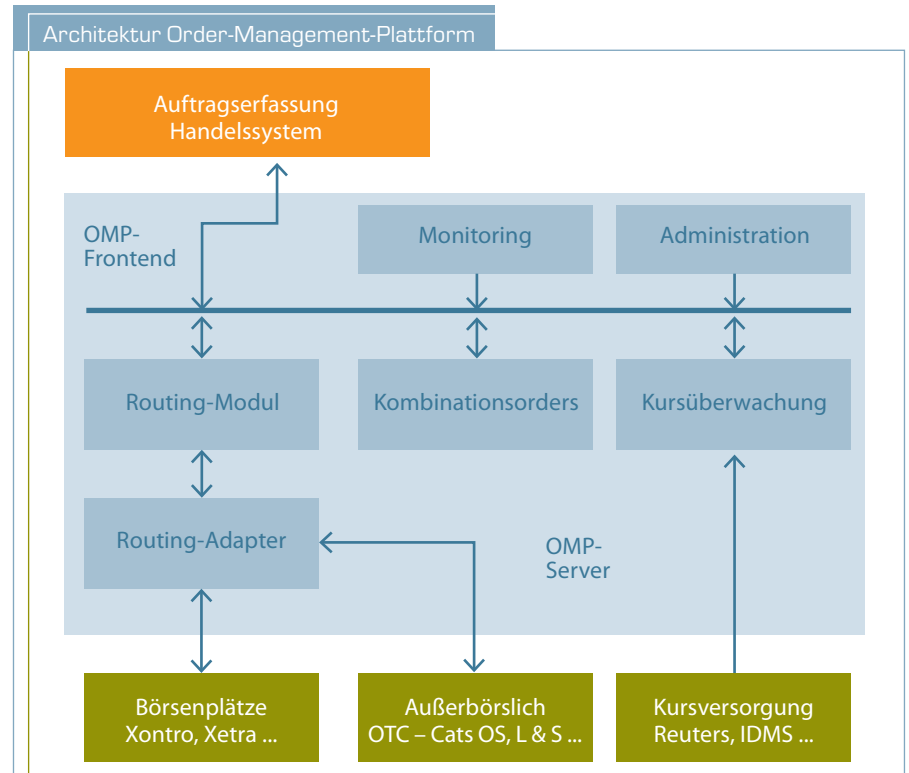 Architektur Order-Management-Plattform
Auftragserfassung
Handelssystem
OMP-
Frontend
Monitoring
Administration
Routing-Modul
Kombinationsorders
Kursüberwachung
Routing-Adapter
OMP-
Server
Börsenplätze
Xontro, Xetra ...
Außerbörslich
OTC – Cats OS, L & S ...
Kursversorgung
Reuters, IDMS ...